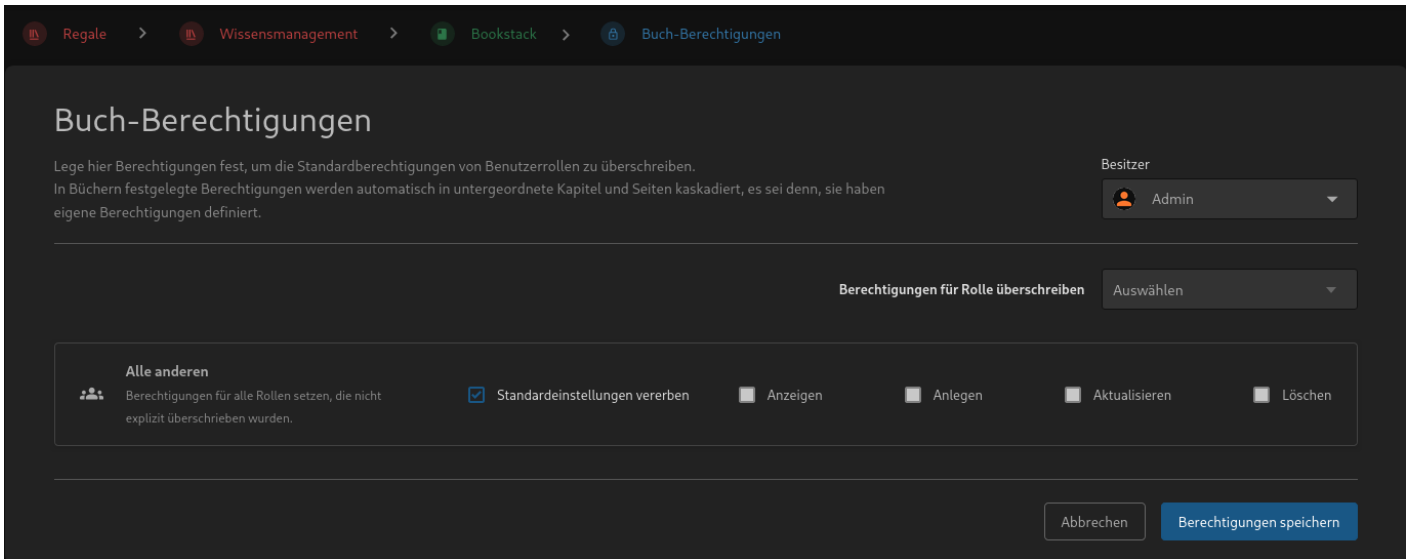 Regale > Wissensmanagement > Bookstack > Buch-Berechtigungen
Buch-Berechtigungen
Lege hier Berechtigungen fest, um die Standardberechtigungen von Benutzerrollen zu überschreiben.
In Büchern festgelegte Berechtigungen werden automatisch in untergeordnete Kapitel und Seiten kaskadiert, es sei denn, sie haben
eigene Berechtigungen definiert.
Besitzer
Admin
Berechtigungen für Rolle überschreiben
Auswählen
Alle anderen
Berechtigungen für alle Rollen setzen, die nicht
explizit überschrieben wurden.
Standardeinstellungen vererben
Anzeigen
Anlegen
Aktualisieren
Löschen
Abbrechen
Berechtigungen speichern